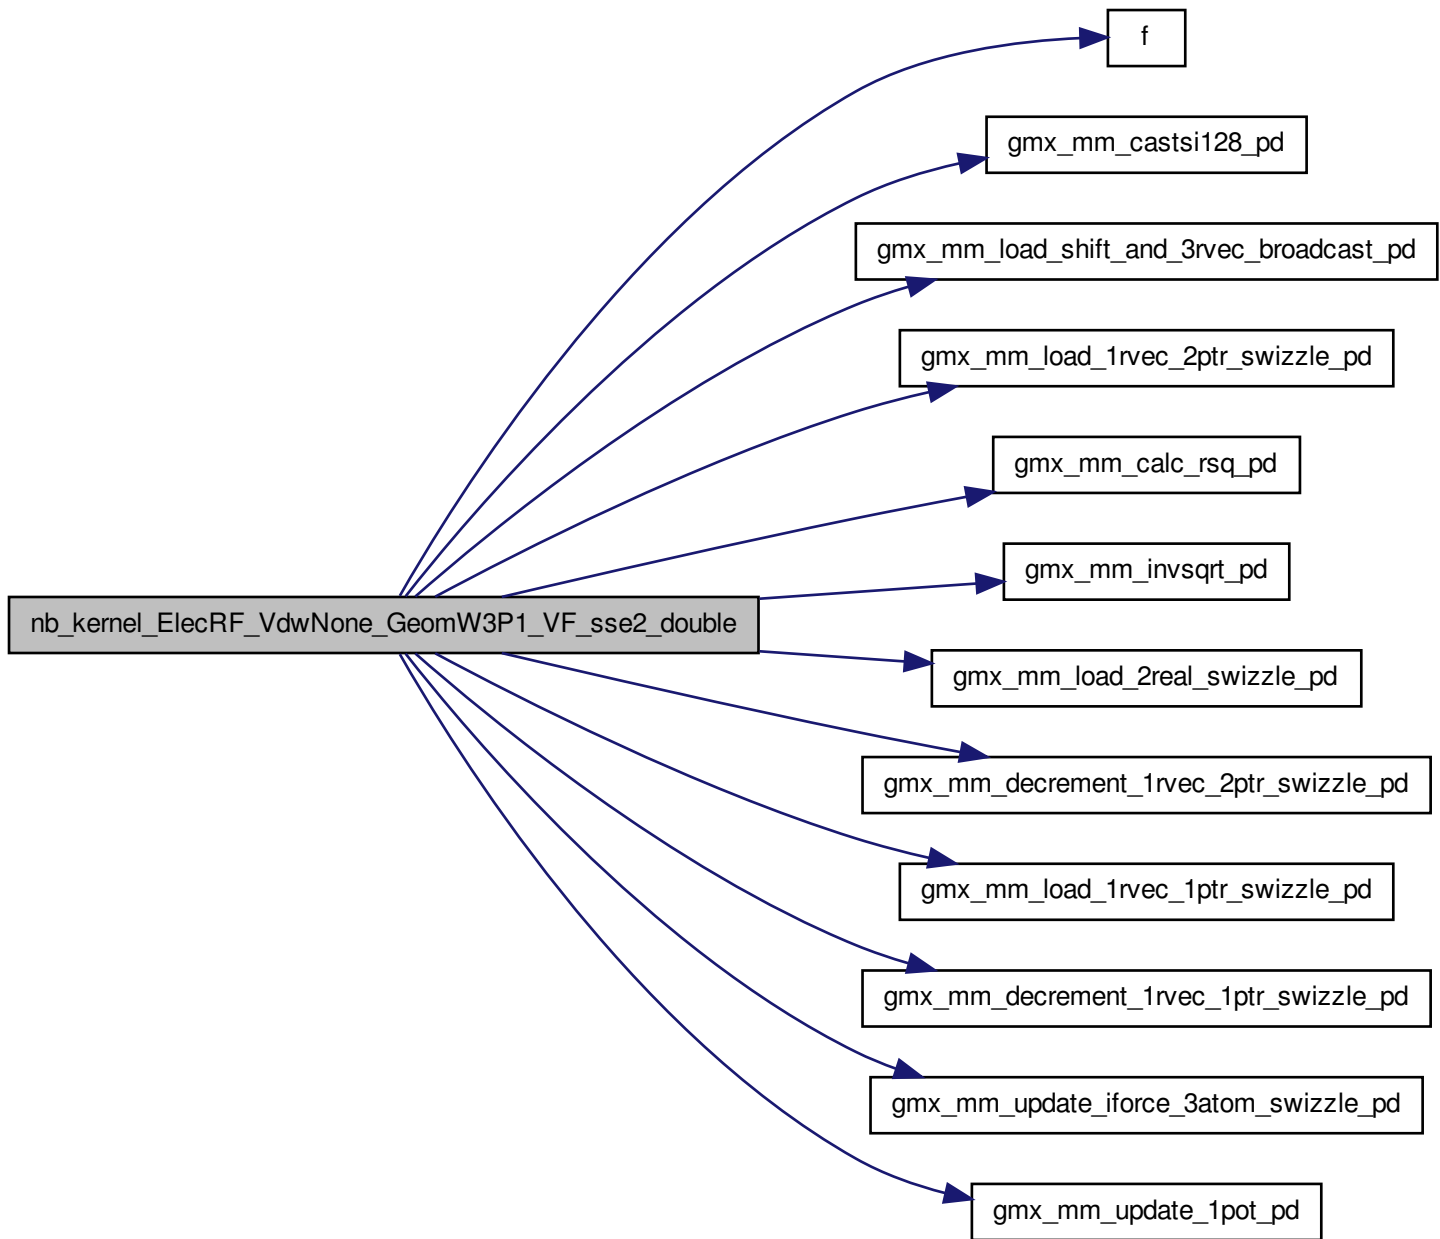 f
gmx_mm_castsi128_pd
gmx_mm_load_shift_and_3rvec_broadcast_pd
gmx_mm_load_1rvec_2ptr_swizzle_pd
gmx_mm_calc_rsq_pd
gmx_mm_invsqrt_pd
nb_kernel_ElecRF_VdwNone_GeomW3P1_VF_sse2_double
gmx_mm_load_2real_swizzle_pd
gmx_mm_decrement_1rvec_2ptr_swizzle_pd
gmx_mm_load_1rvec_1ptr_swizzle_pd
gmx_mm_decrement_1rvec_1ptr_swizzle_pd
gmx_mm_update_iforce_3atom_swizzle_pd
gmx_mm_update_1pot_pd